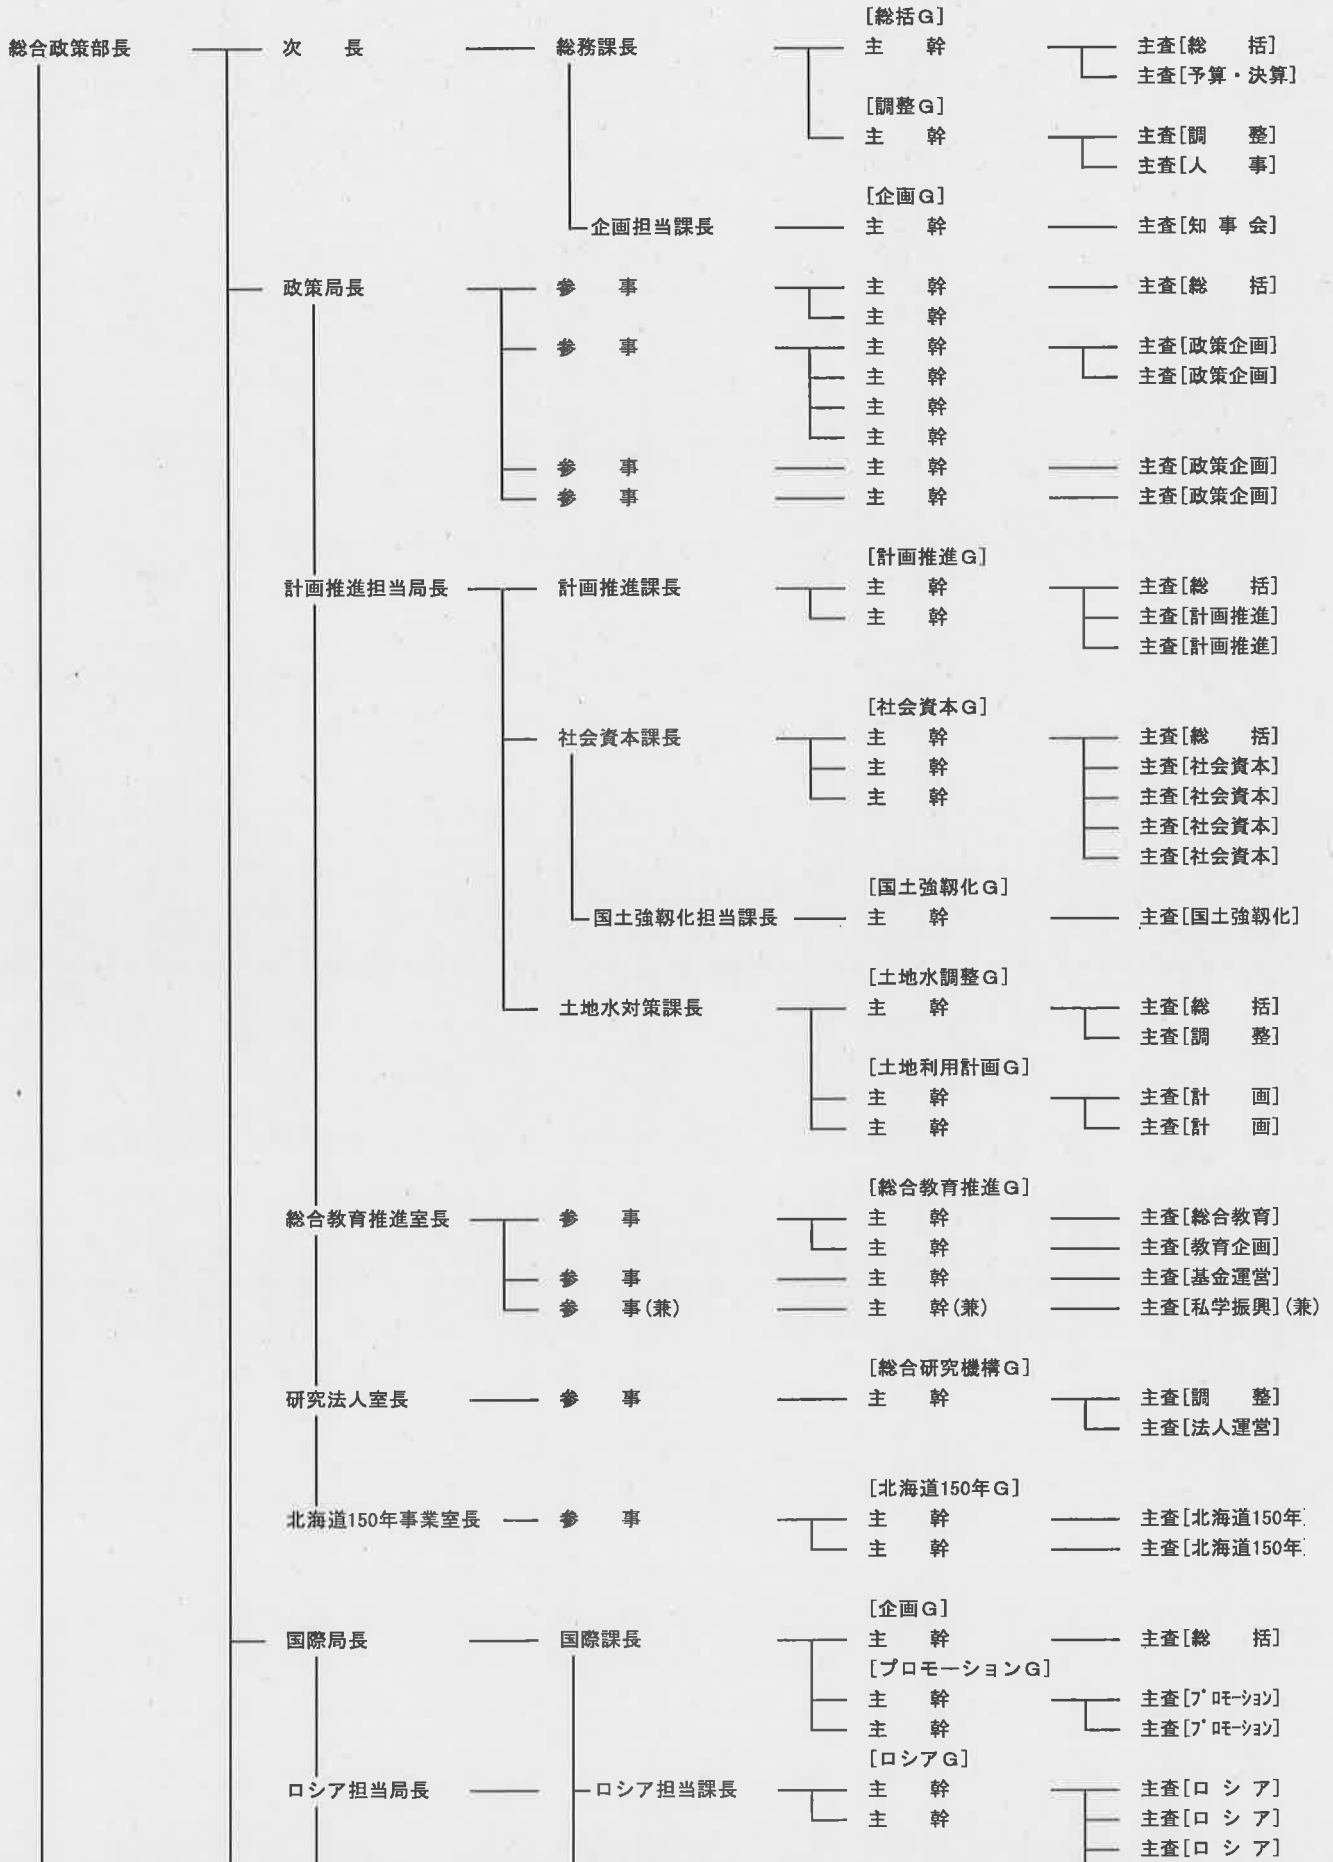 [総括G]
総合政策部長 次 長 総務課長 主 幹 主査[総 括]
主査[予算・決算]
[調整G]
主 幹 主査[調 整]
主査[人 事]
[企画G]
企画担当課長 主 幹 主査[知 事 会]
政策局長 参 事 主 幹 主査[総 括]
主 幹
参 事 主 幹 主査[政策企画]
主 幹 主査[政策企画]
主 幹
主 幹
参 事 主 幹 主査[政策企画]
参 事 主 幹 主査[政策企画]
[計画推進G]
計画推進担当局長 計画推進課長 主 幹 主査[総 括]
主 幹 主査[計画推進]
主査[計画推進]
[社会資本G]
社会資本課長 主 幹 主査[総 括]
主 幹 主査[社会資本]
主 幹 主査[社会資本]
主査[社会資本]
主査[社会資本]
[国土強靱化G]
国土強靱化担当課長 主 幹 主査[国土強靱化]
[土地水調整G]
土地水対策課長 主 幹 主査[総 括]
主査[調 整]
[土地利用計画G]
主 幹 主査[計 画]
主 幹 主査[計 画]
[総合教育推進G]
総合教育推進室長 参 事 主 幹 主査[総合教育]
主 幹 主査[教育企画]
参 事 主 幹 主査[基金運営]
参 事(兼) 主 幹(兼) 主査[私学振興](兼)
[総合研究機構G]
研究法人室長 参 事 主 幹 主査[調 整]
主査[法人運営]
[北海道150年G]
北海道150年事業室長 参 事 主 幹 主査[北海道150年]
主 幹 主査[北海道150年]
[企画G]
国際局長 国際課長 主 幹 主査[総 括]
[プロモーションG]
主 幹 主査[ﾌﾟﾛﾓｰｼｮﾝ]
主 幹 主査[ﾌﾟﾛﾓｰｼｮﾝ]
[ロシアG]
ロシア担当局長 ロシア担当課長 主 幹 主査[ロ シ ア]
主 幹 主査[ロ シ ア]
主査[ロ シ ア]